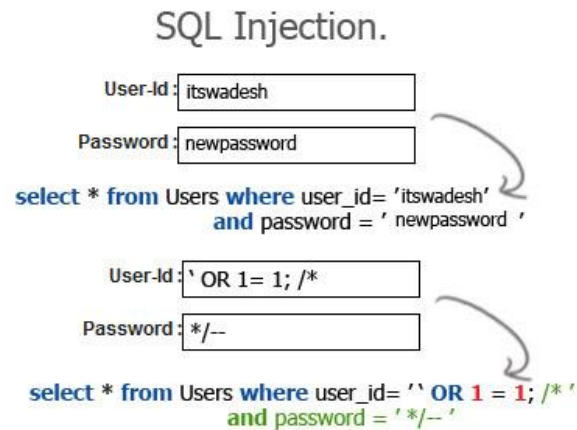 SQL Injection.
User-Id : itswadesh
Password : newpassword
select * from Users where user_id= ’itswadesh’
and password = ’ newpassword ’
User-Id : ‵ OR 1= 1; /*
Password : */--
select * from Users where user_id= ’‵ OR 1 = 1; /* ’
and password = ’ */-- ’